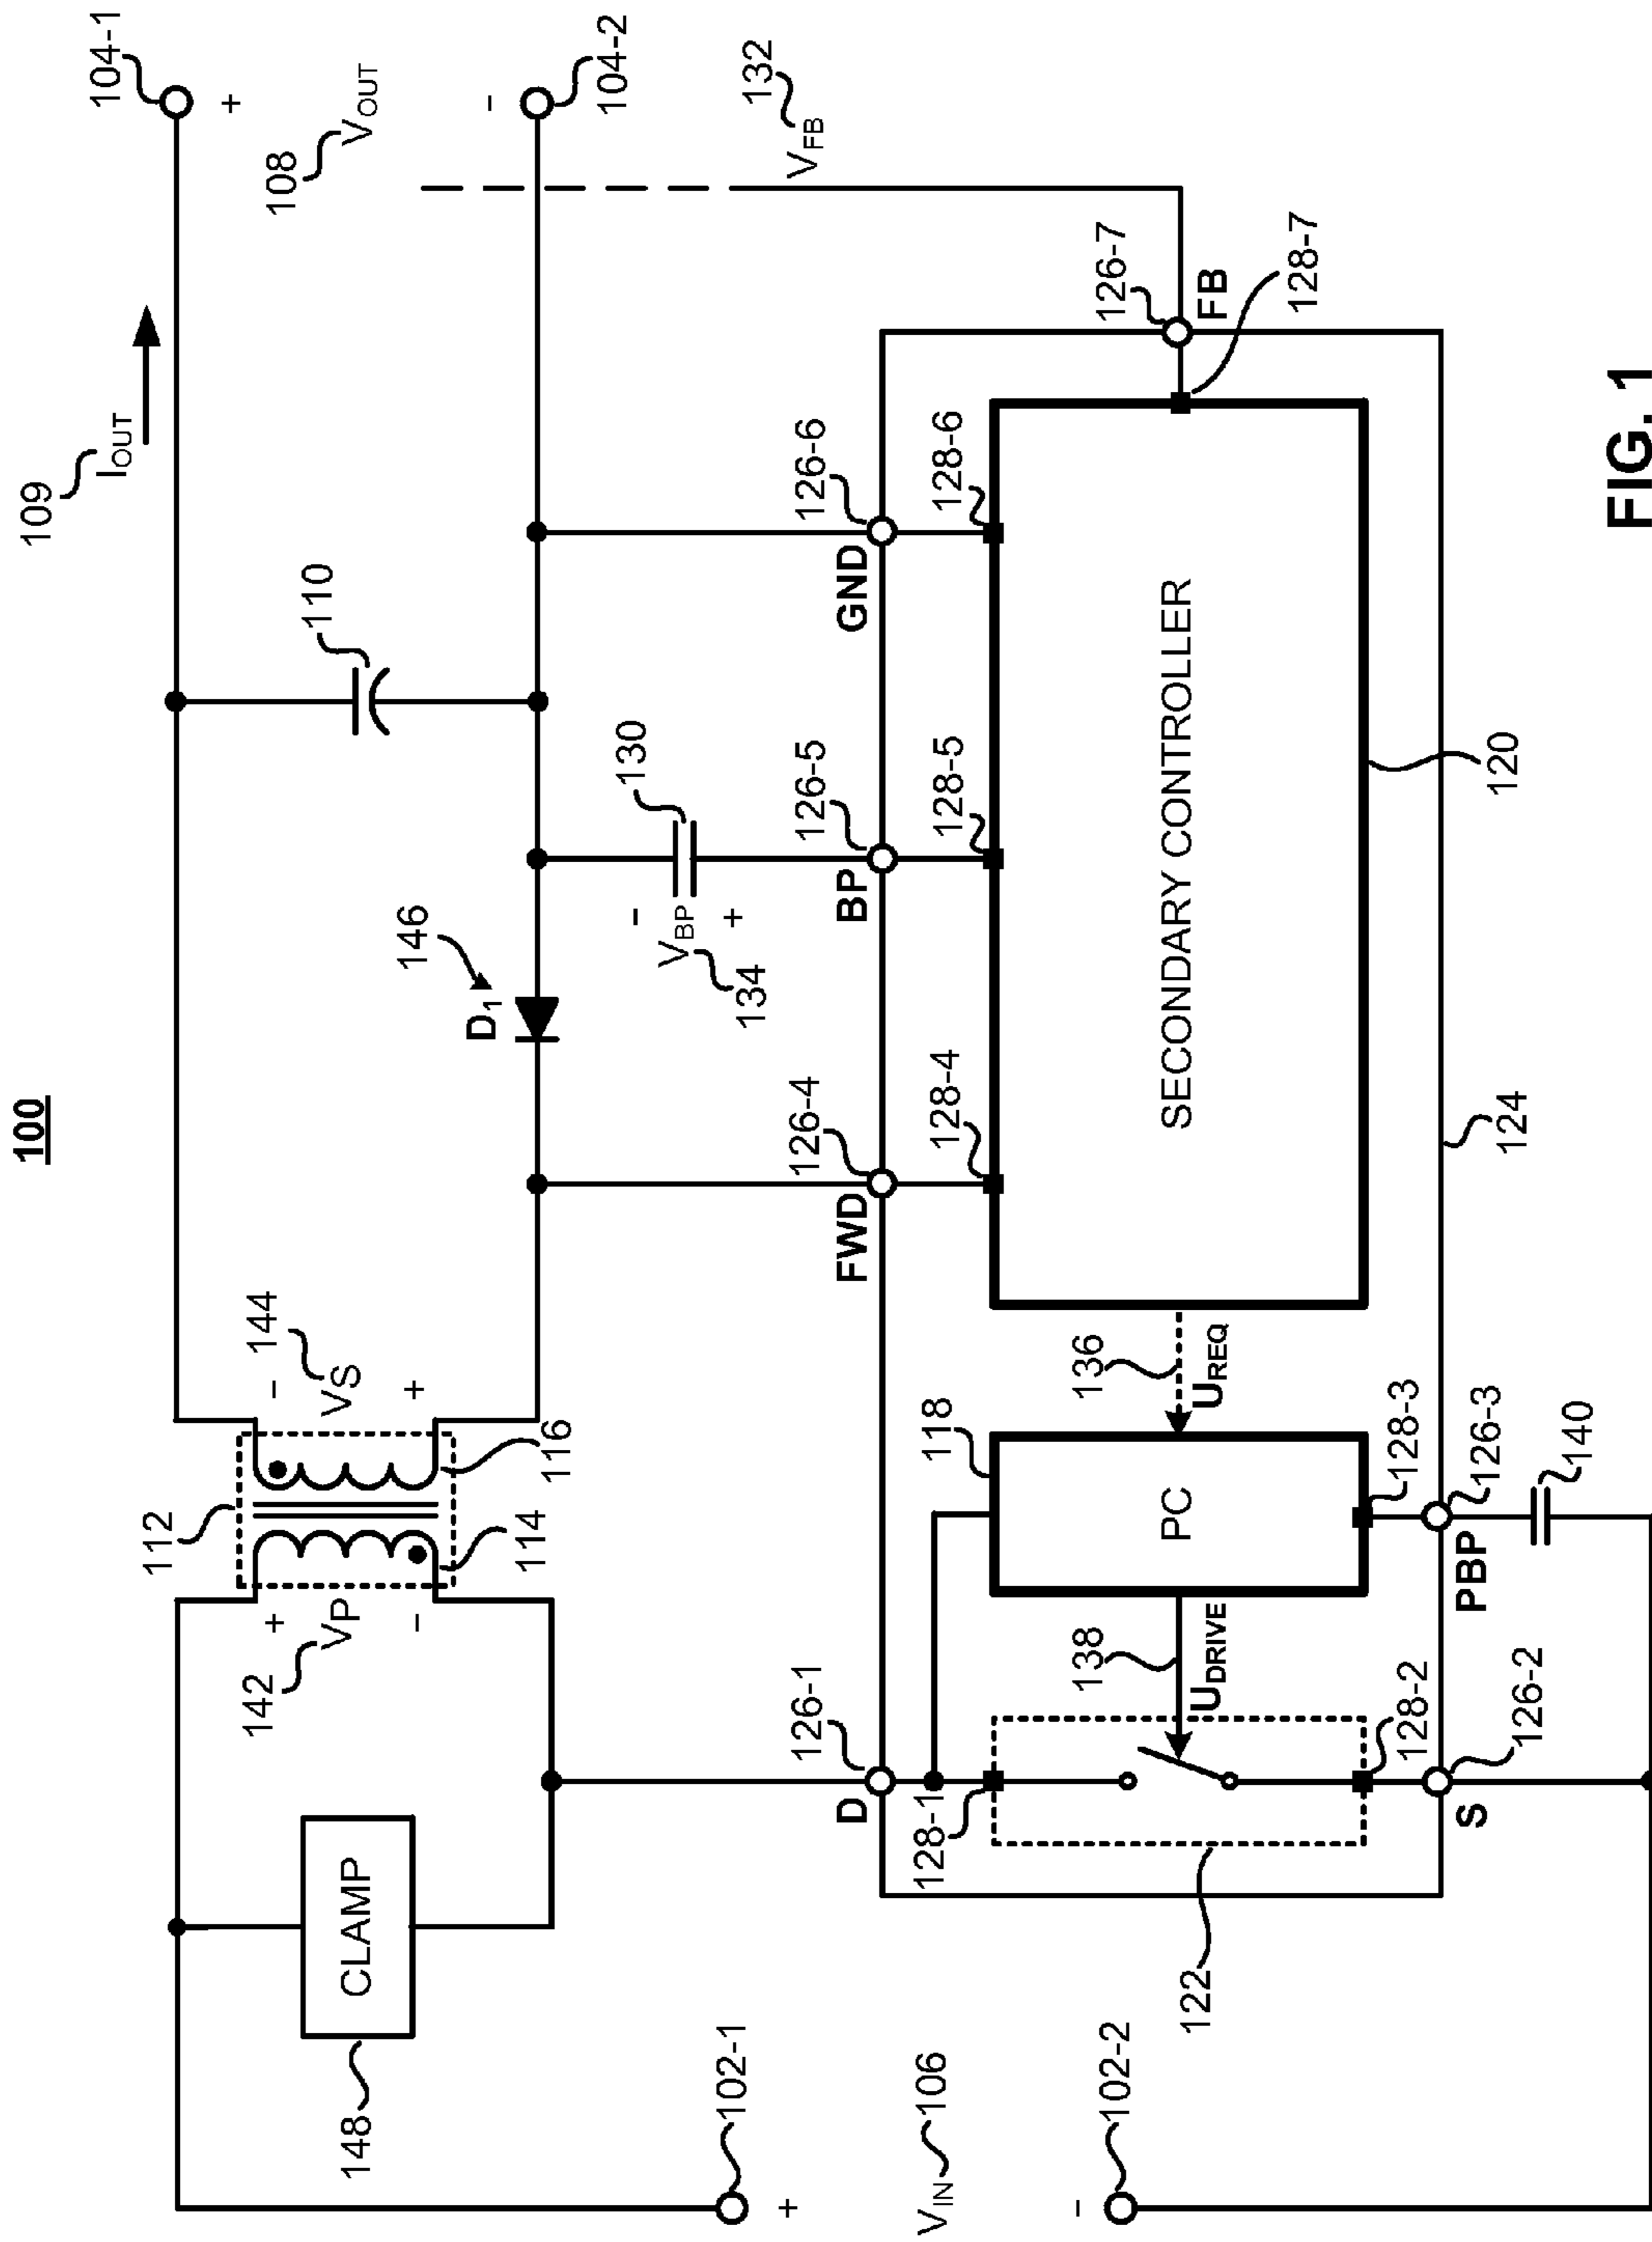 100
109
IOUT
104-1
+
108
VOUT
-
104-2
132
VFB
112
142
+
VP
−
114
−
VS
144
+
116
110
146
D1
130
-
VBP
+
134
148
CLAMP
102-1
+
VIN
106
-
102-2
D
126-1
FWD
126-4
BP
126-5
GND
126-6
128-1
128-4
128-5
128-6
126-7
FB
128-7
118
PC
138
UDRIVE
136
UREQ
SECONDARY CONTROLLER
122
128-2
S
126-2
128-3
PBP
126-3
140
124
120
FIG. 1